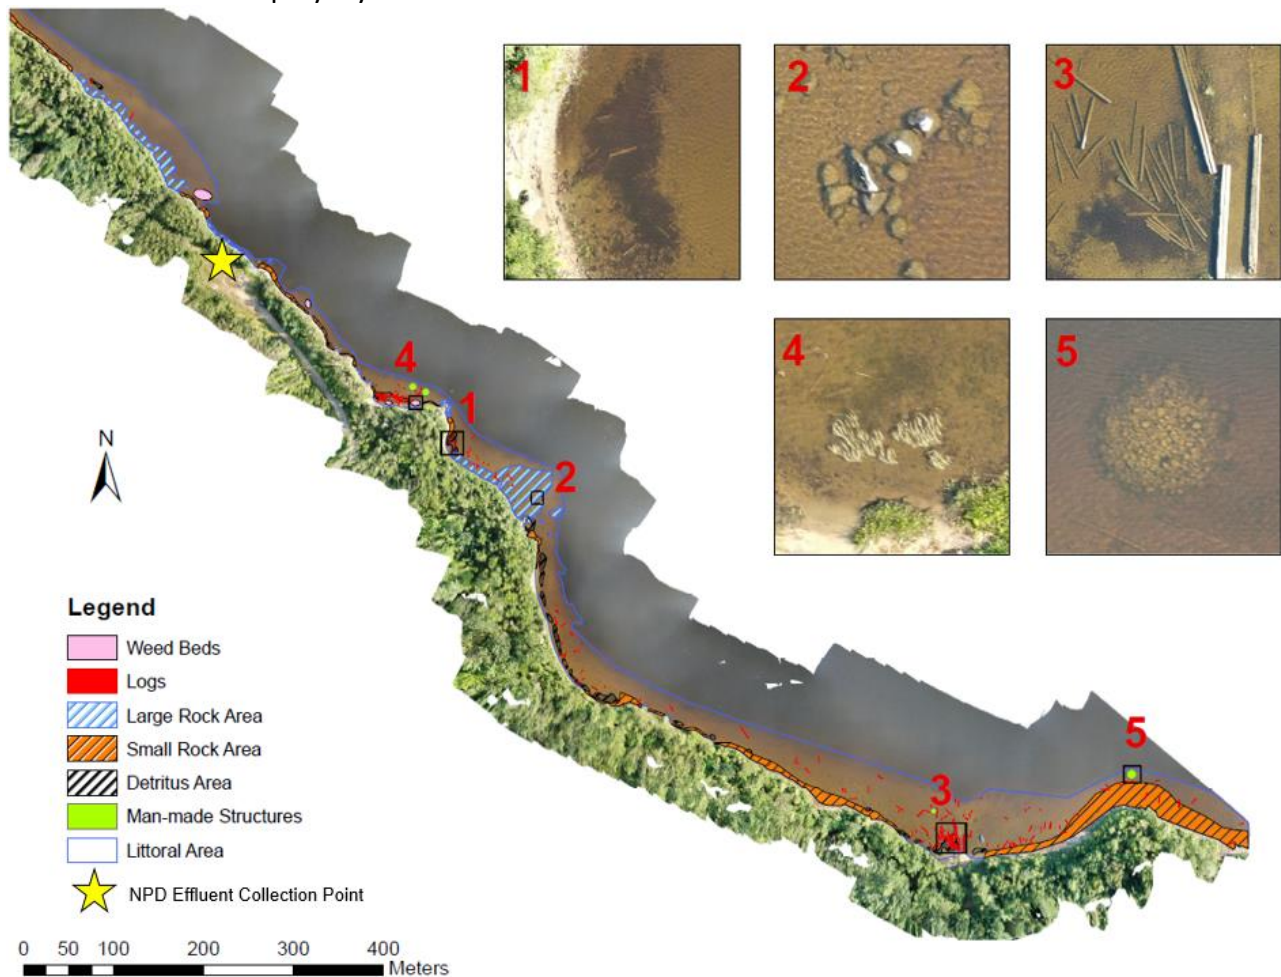 1
2
3
4
5
4
1
2
N
3
5
Legend
Weed Beds
Logs
Large Rock Area
Small Rock Area
Detritus Area
Man-made Structures
Littoral Area
NPD Effluent Collection Point
0 50 100 200 300 400
Meters